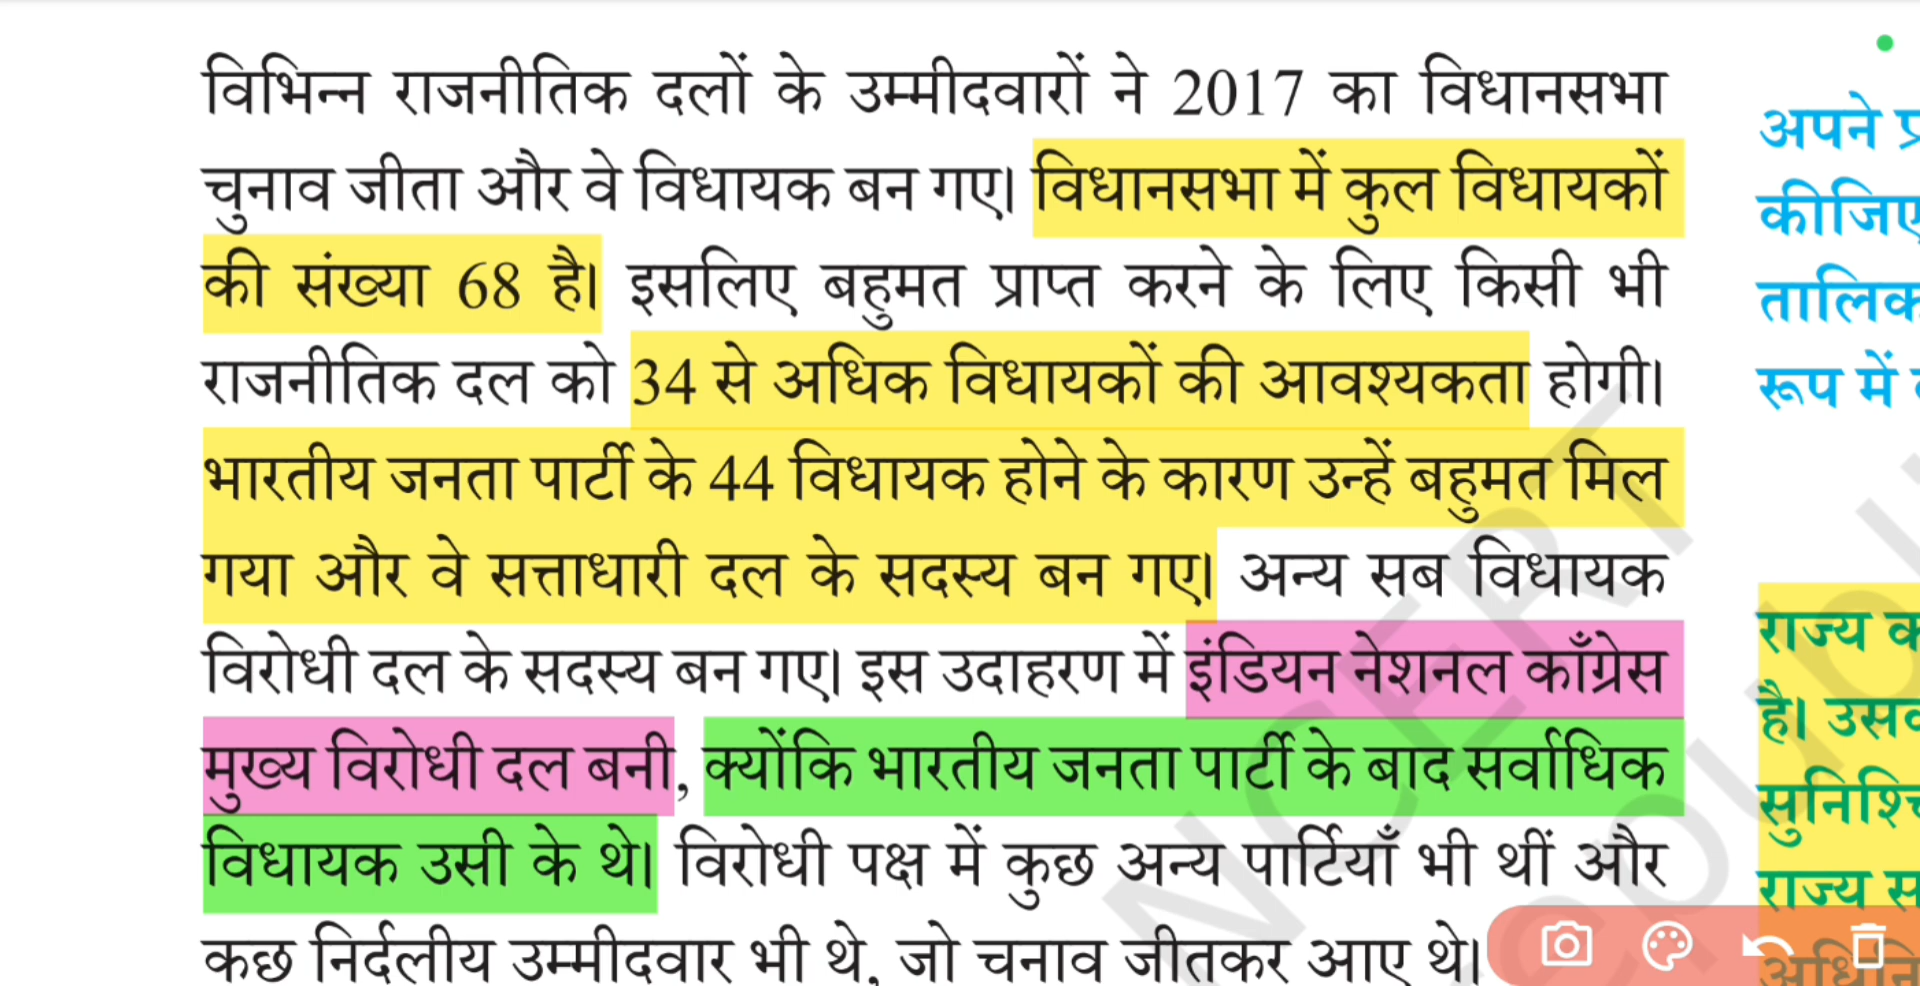 विभिन्न राजनीतिक दलों के उम्मीदवारों ने 2017 का विधानसभा
चुनाव जीता और वे विधायक बन गए। विधानसभा में कुल विधायकों
की संख्या 68 है। इसलिए बहुमत प्राप्त करने के लिए किसी भी
राजनीतिक दल को 34 से अधिक विधायकों की आवश्यकता होगी।
भारतीय जनता पार्टी के 44 विधायक होने के कारण उन्हें बहुमत मिल
गया और वे सत्ताधारी दल के सदस्य बन गए। अन्य सब विधायक
विरोधी दल के सदस्य बन गए। इस उदाहरण में इंडियन नेशनल काँग्रेस
मुख्य विरोधी दल बनी, क्योंकि भारतीय जनता पार्टी के बाद सर्वाधिक
विधायक उसी के थे। विरोधी पक्ष में कुछ अन्य पार्टियाँ भी थीं और
कछ निर्दलीय उम्मीदवार भी थे, जो चनाव जीतकर आए थे।
अपने
कीजिए
रूप में
राज्य
है।
राज्य
NCERT